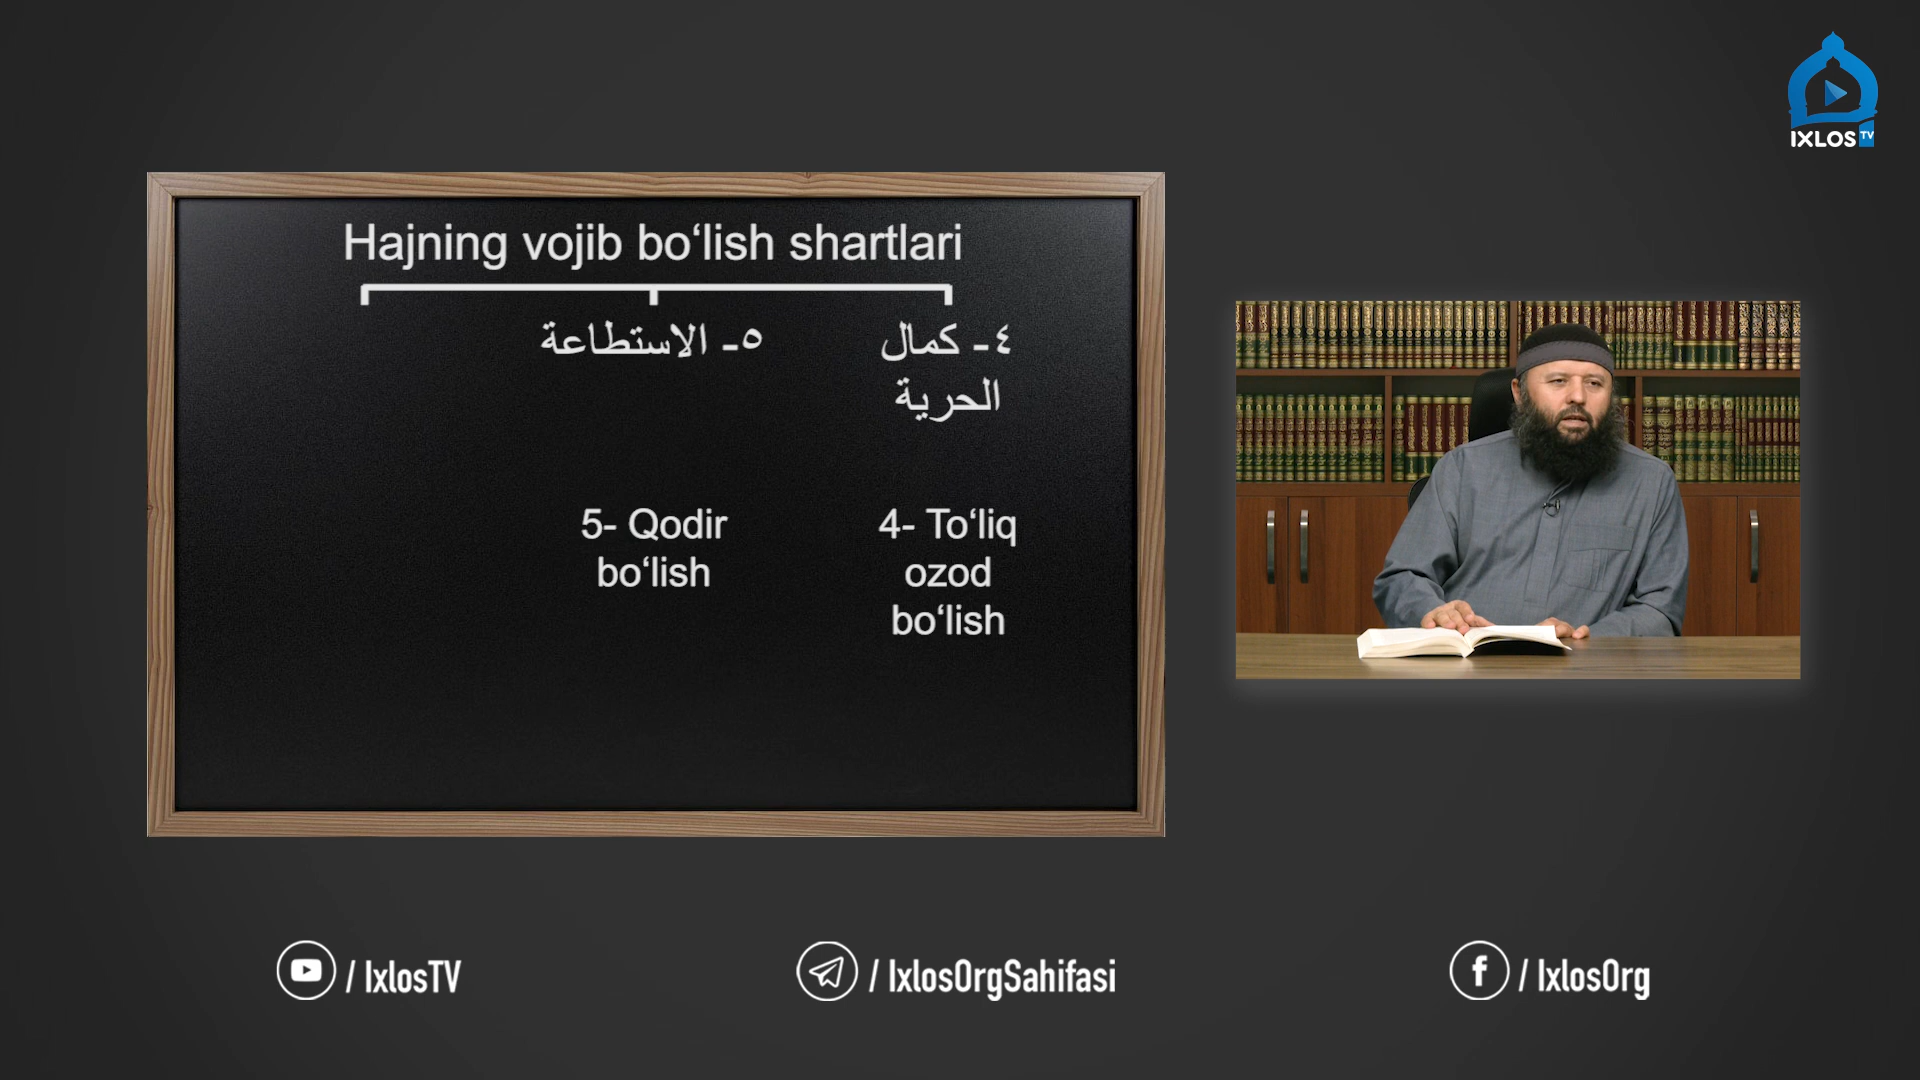 IXLOS TV
Hajning vojib bo‘lish shartlari
٤- كمال
الحرية
٥- الاستطاعة
4- To‘liq
ozod
bo‘lish
5- Qodir
bo‘lish
/ IxlosTV
/ IxlosOrgSahifasi
/ IxlosOrg